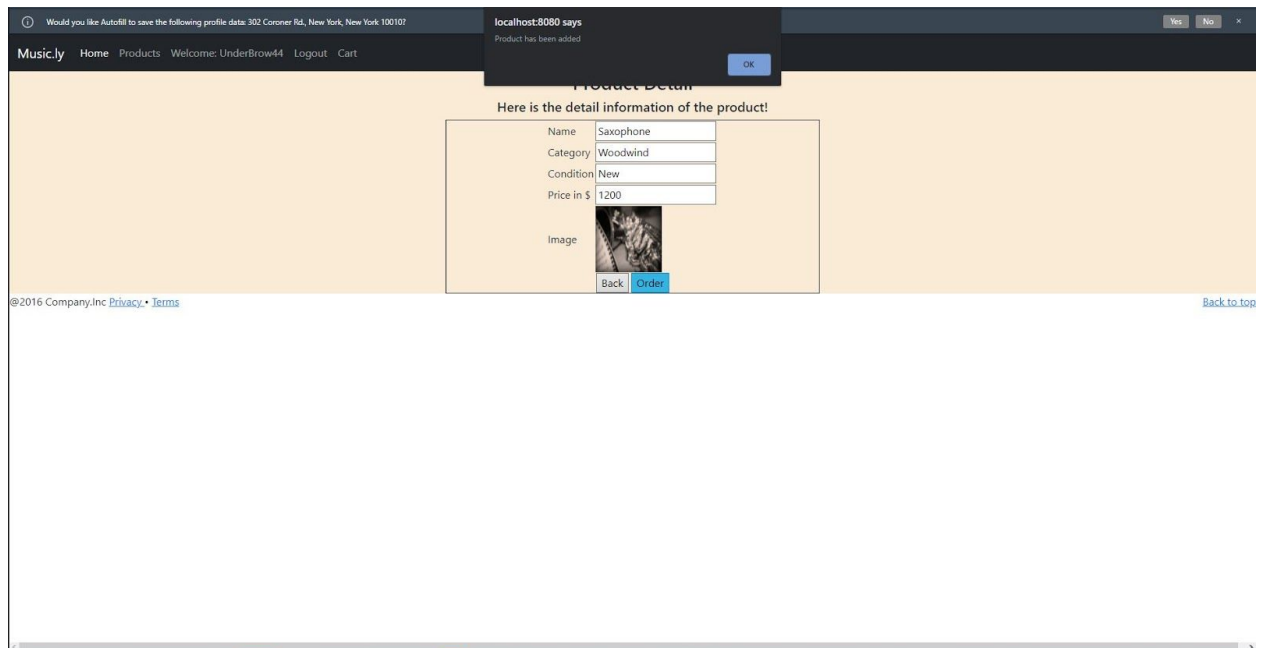 Would you like Autofill to save the following profile data: 302 Coroner Rd., New York, New York 10010?
Yes No ×
localhost:8080 says
Product has been added
OK
Music.ly Home Products Welcome: UnderBrow44 Logout Cart
Product Detail
Here is the detail information of the product!
Name Saxophone
Category Woodwind
Condition New
Price in $ 1200
Image
Back Order
@2016 Company.Inc Privacy • Terms
Back to top